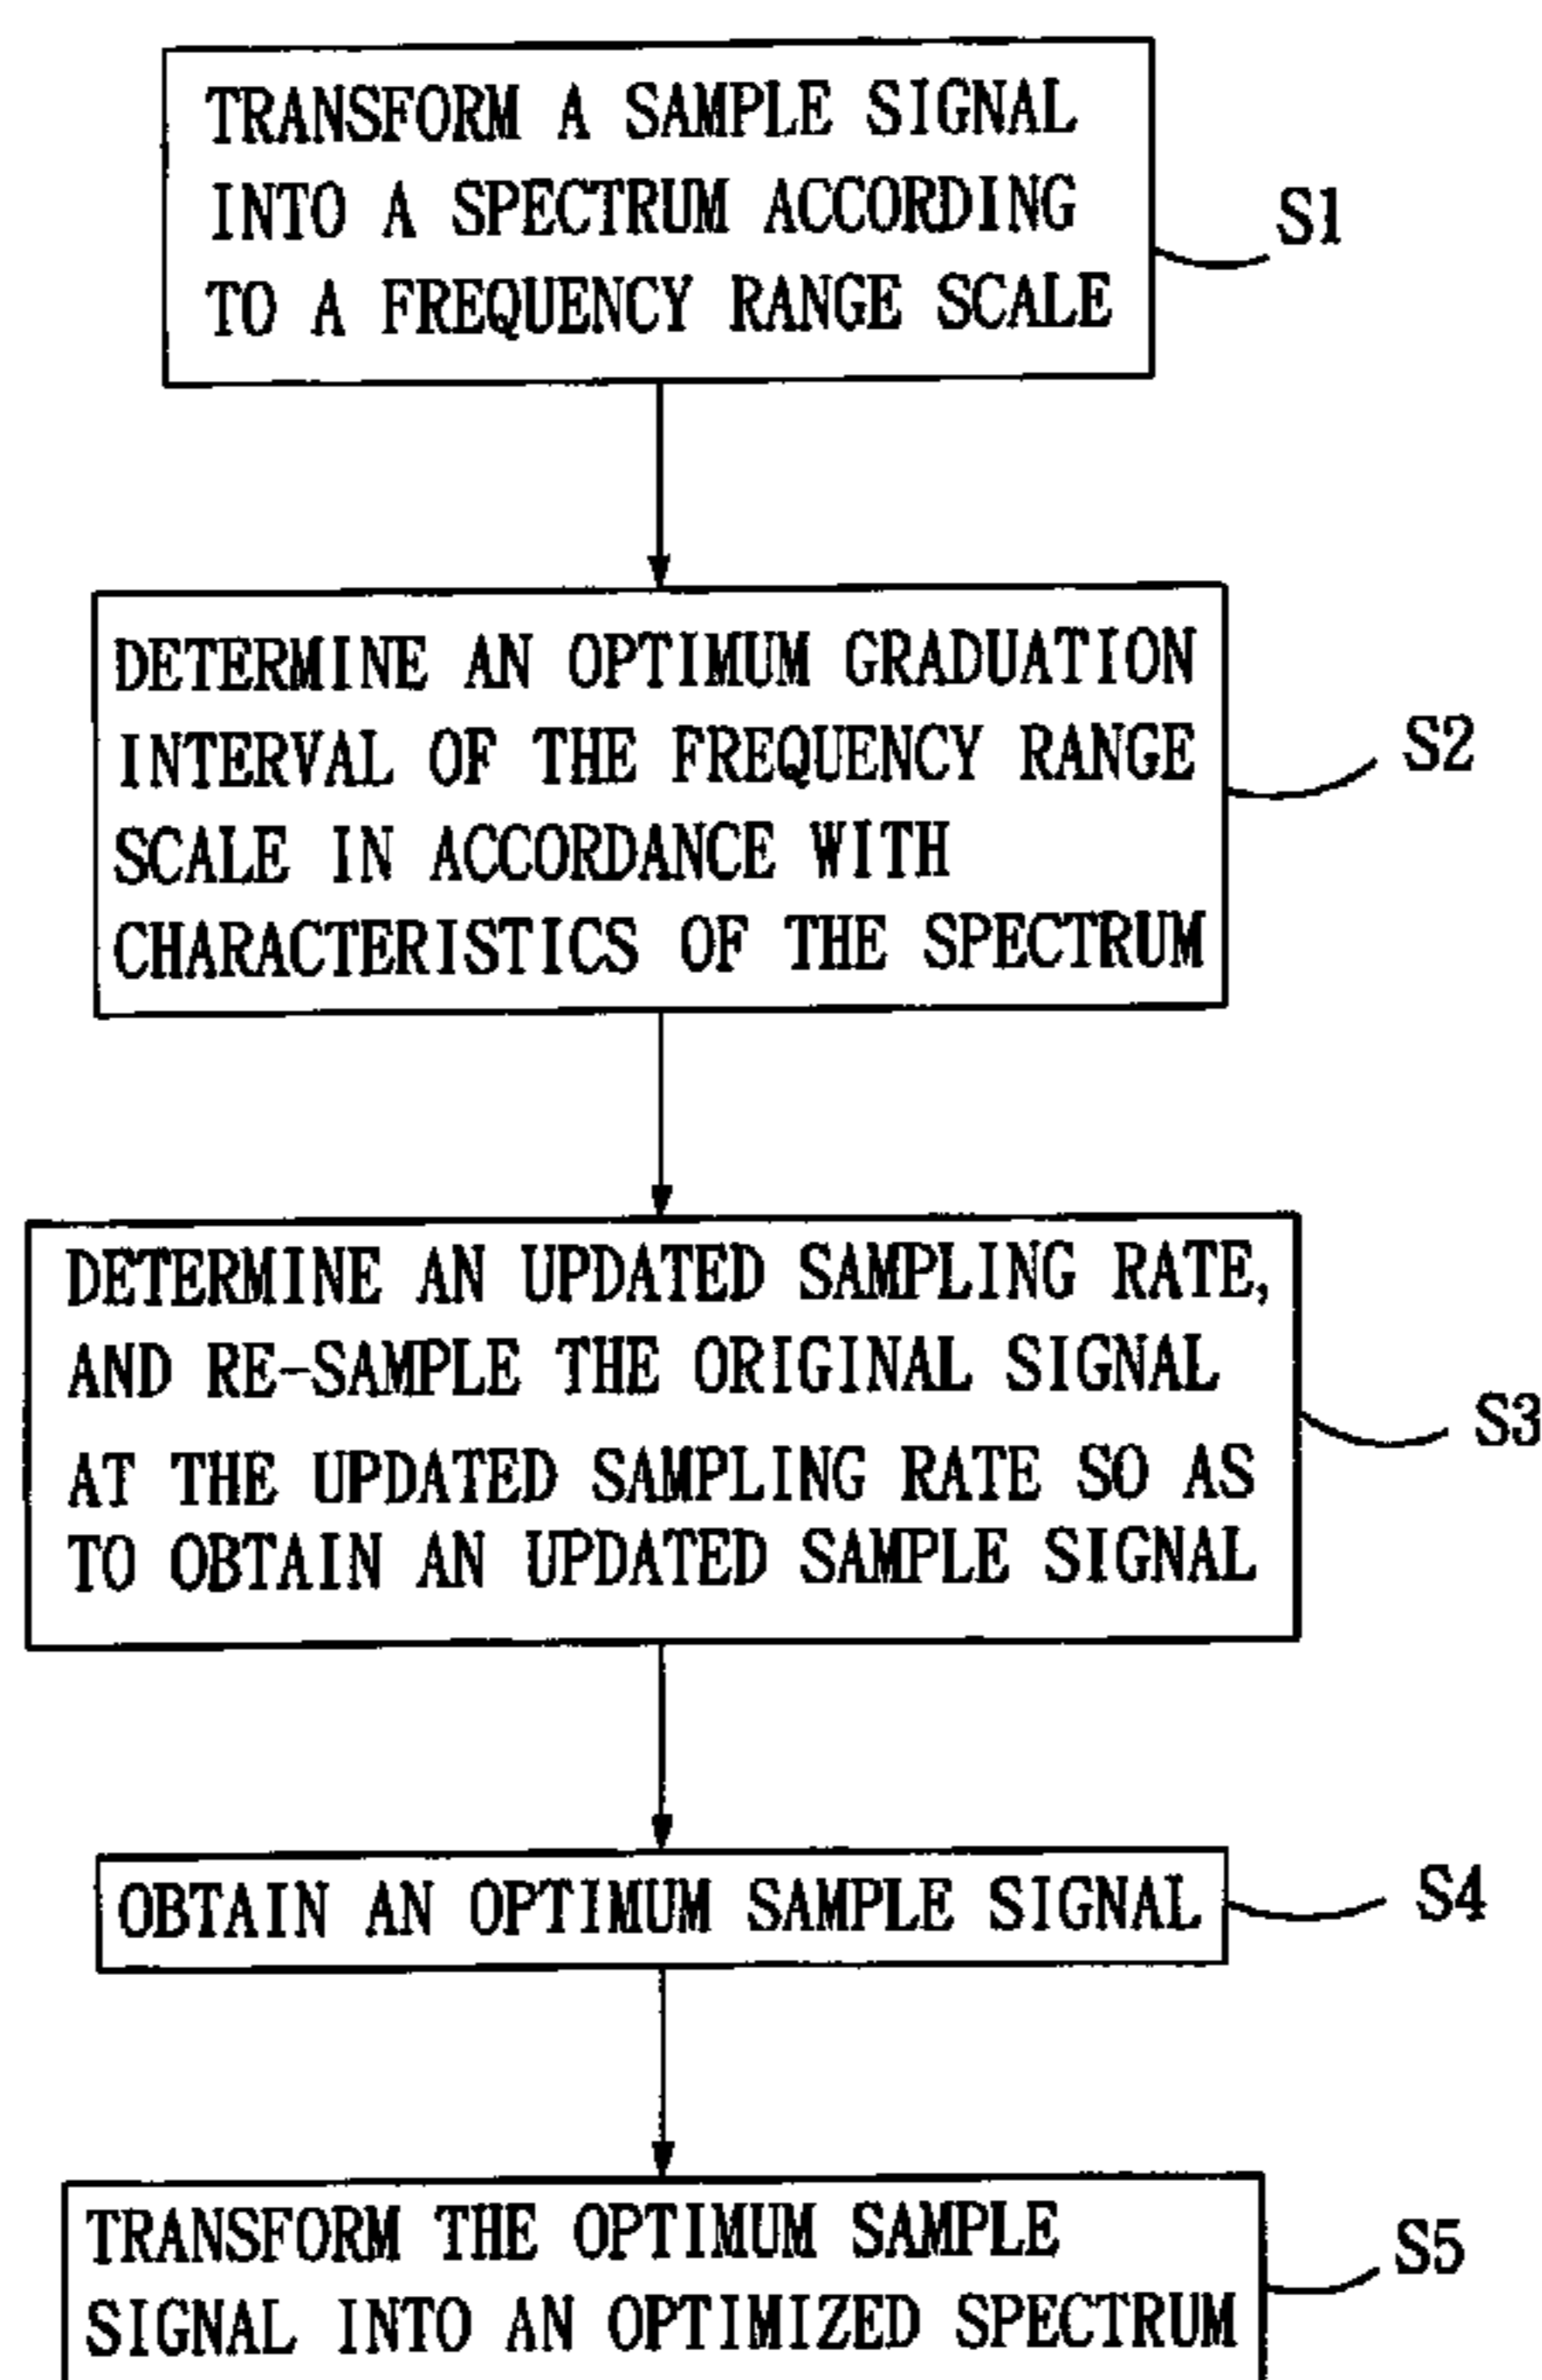 TRANSFORM A SAMPLE SIGNAL
INTO A SPECTRUM ACCORDING
TO A FREQUENCY RANGE SCALE
S1
DETERMINE AN OPTIMUM GRADUATION
INTERVAL OF THE FREQUENCY RANGE
SCALE IN ACCORDANCE WITH
CHARACTERISTICS OF THE SPECTRUM
S2
DETERMINE AN UPDATED SAMPLING RATE,
AND RE-SAMPLE THE ORIGINAL SIGNAL
AT THE UPDATED SAMPLING RATE SO AS
TO OBTAIN AN UPDATED SAMPLE SIGNAL
S3
OBTAIN AN OPTIMUM SAMPLE SIGNAL
S4
TRANSFORM THE OPTIMUM SAMPLE
SIGNAL INTO AN OPTIMIZED SPECTRUM
S5